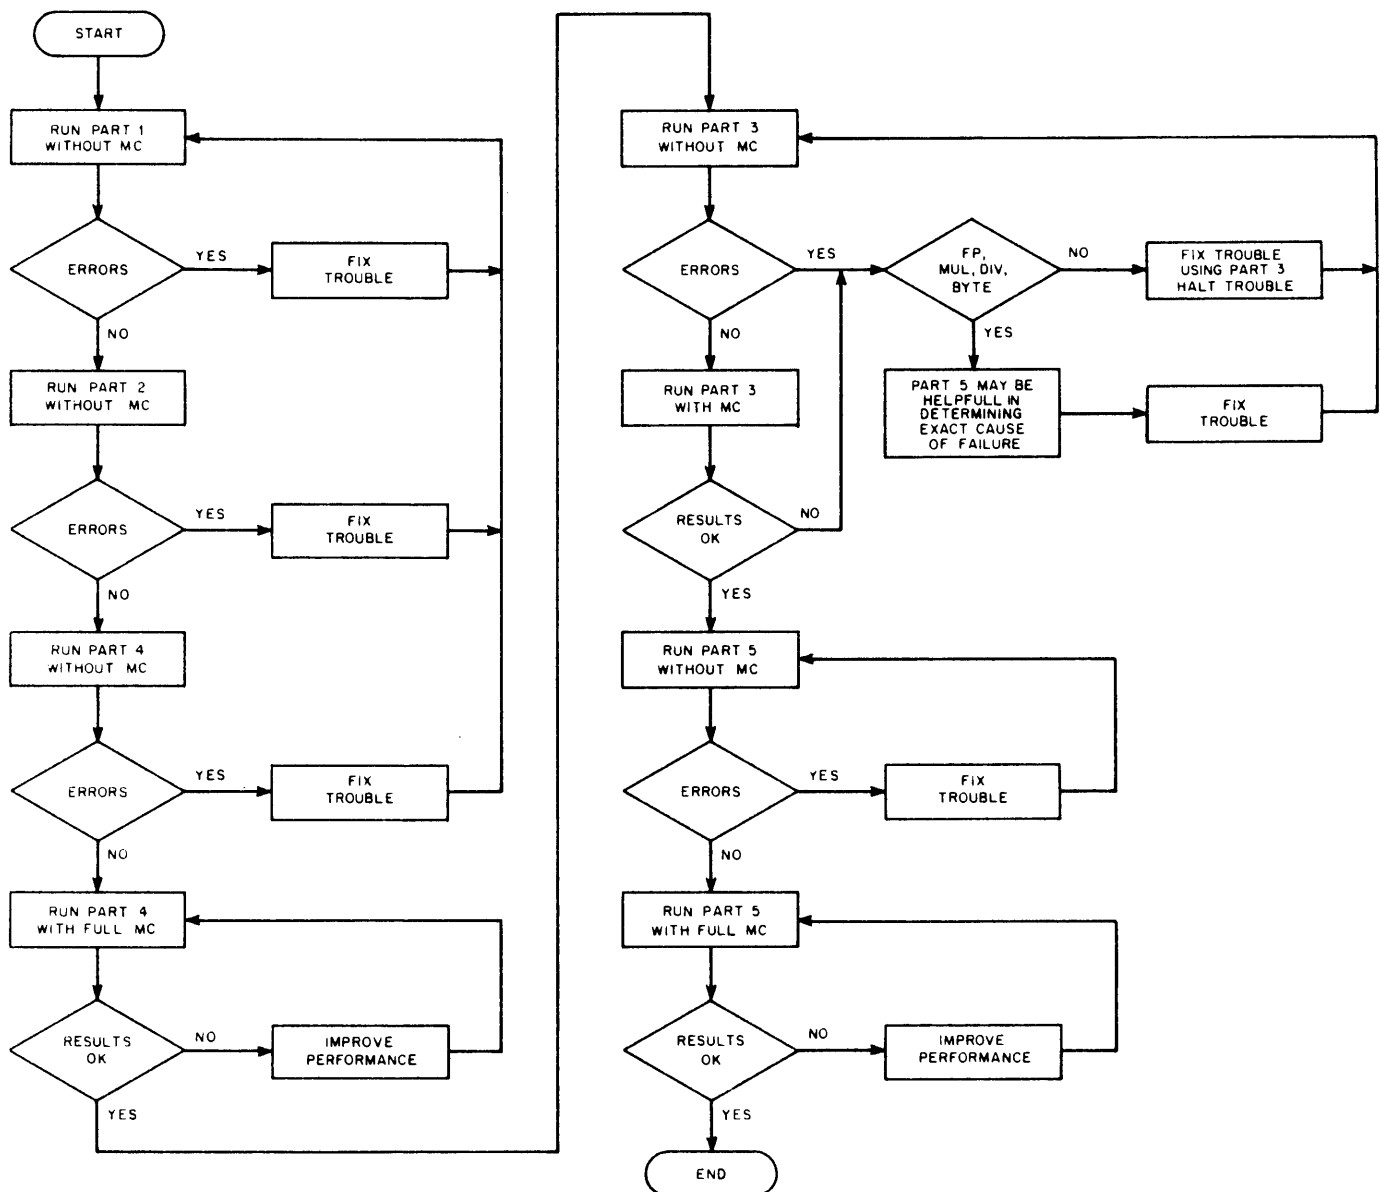 START
RUN PART 1
WITHOUT MC
ERRORS
YES
FIX
TROUBLE
NO
RUN PART 2
WITHOUT MC
ERRORS
YES
FIX
TROUBLE
NO
RUN PART 4
WITHOUT MC
ERRORS
YES
FIX
TROUBLE
NO
RUN PART 4
WITH FULL MC
RESULTS
OK
NO
IMPROVE
PERFORMANCE
YES
RUN PART 3
WITHOUT MC
ERRORS
YES
FP,
MUL, DIV,
BYTE
NO
FIX TROUBLE
USING PART 3
HALT TROUBLE
YES
PART 5 MAY BE
HELPFULL IN
DETERMINING
EXACT CAUSE
OF FAILURE
FIX
TROUBLE
NO
RUN PART 3
WITH MC
RESULTS
OK
NO
YES
RUN PART 5
WITHOUT MC
ERRORS
YES
FIX
TROUBLE
NO
RUN PART 5
WITH FULL MC
RESULTS
OK
NO
IMPROVE
PERFORMANCE
YES
END